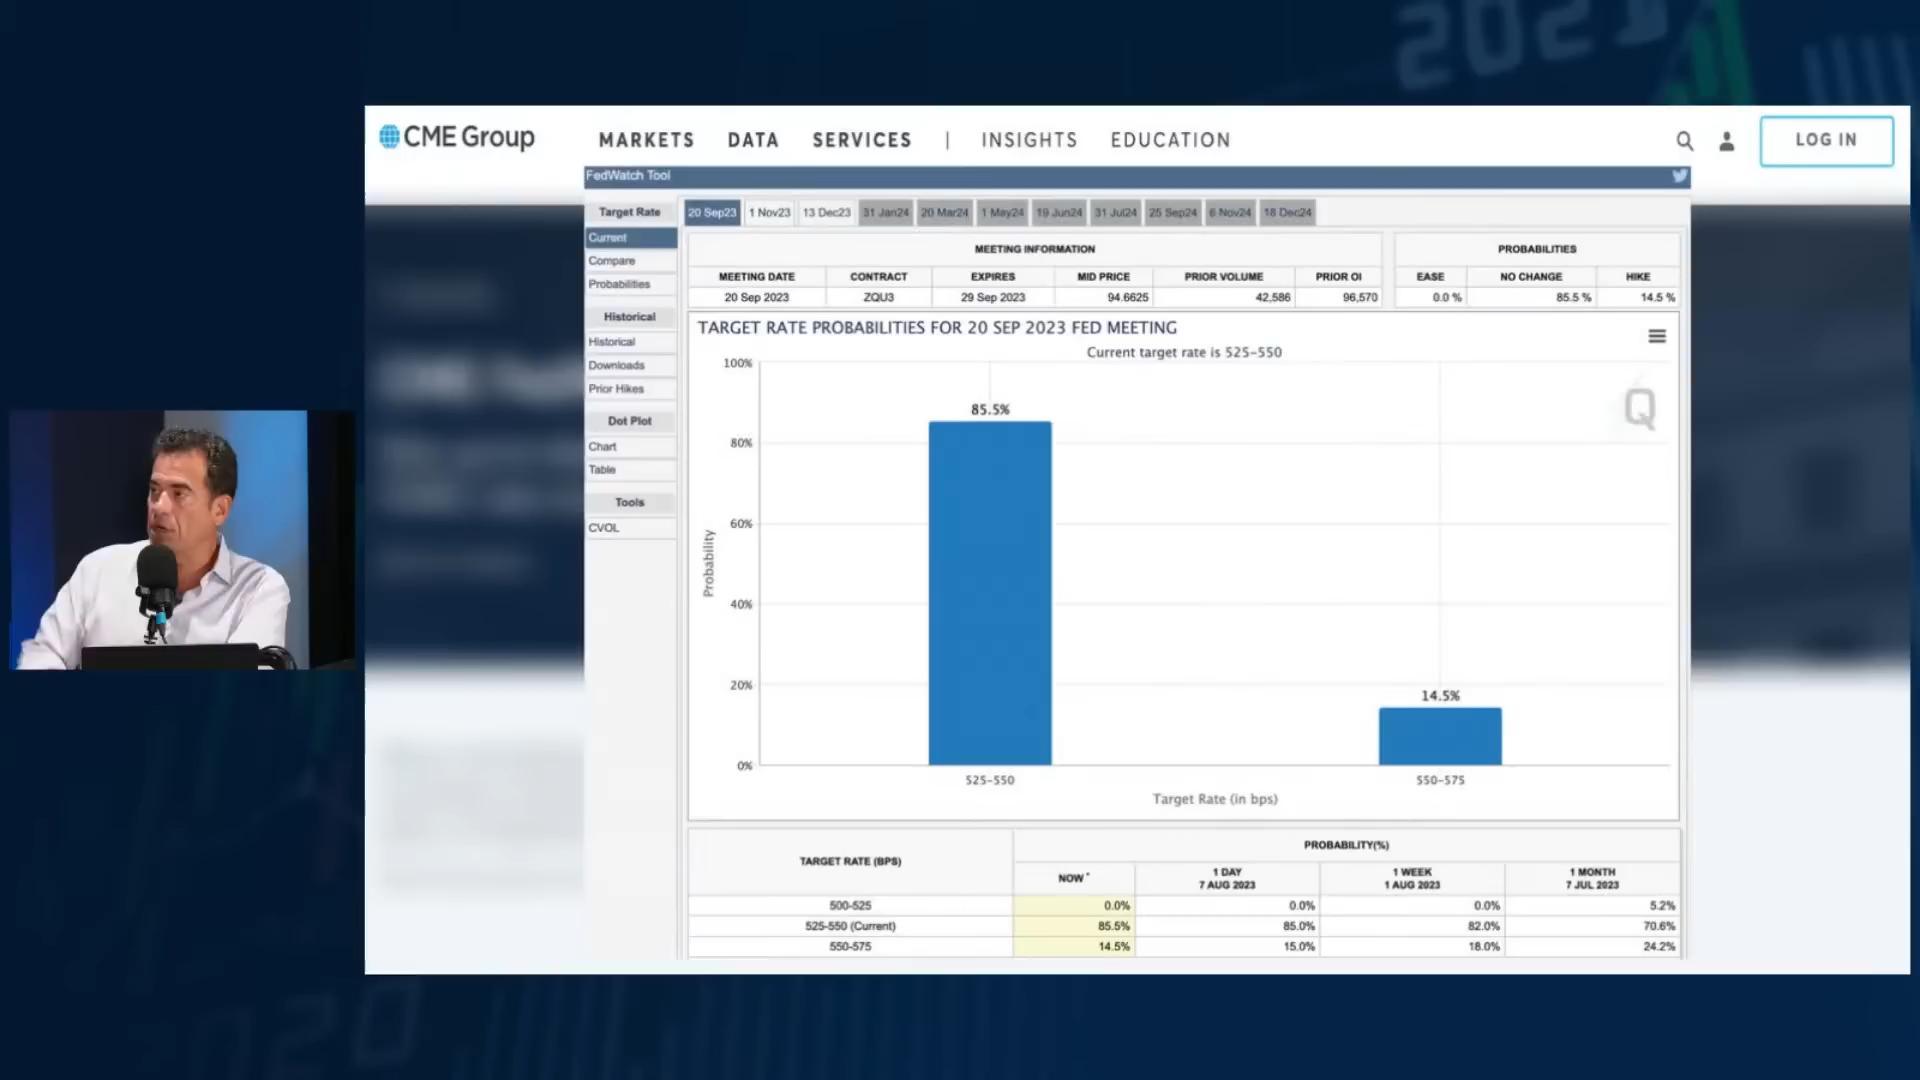 2021
CME Group
MARKETS DATA SERVICES | INSIGHTS EDUCATION
LOG IN
FedWatch Tool
Target Rate
Current
Compare
Probabilities
Historical
Historical
Downloads
Prior Hikes
Dot Plot
Chart
Table
Tools
CVOL
20 Sep23 1 Nov23 13 Dec23 31 Jan24 20 Mar24 1 May24 19 Jun24 31 Jul24 25 Sep24 6 Nov24 18 Dec24
MEETING INFORMATION
MEETING DATE CONTRACT EXPIRES MID PRICE PRIOR VOLUME PRIOR OI
20 Sep 2023 ZQU3 29 Sep 2023 94.6625 42,586 96,570
PROBABILITIES
EASE NO CHANGE HIKE
0.0 % 85.5 % 14.5 %
TARGET RATE PROBABILITIES FOR 20 SEP 2023 FED MEETING
Current target rate is 525-550
Q
100%
80%
60%
40%
20%
0%
Probability
85.5%
14.5%
525-550 550-575
Target Rate (in bps)
TARGET RATE (BPS) PROBABILITY(%)
NOW * 1 DAY 7 AUG 2023 1 WEEK 1 AUG 2023 1 MONTH 7 JUL 2023
500-525 0.0% 0.0% 0.0% 5.2%
525-550 (Current) 85.5% 85.0% 82.0% 70.6%
550-575 14.5% 15.0% 18.0% 24.2%
2020